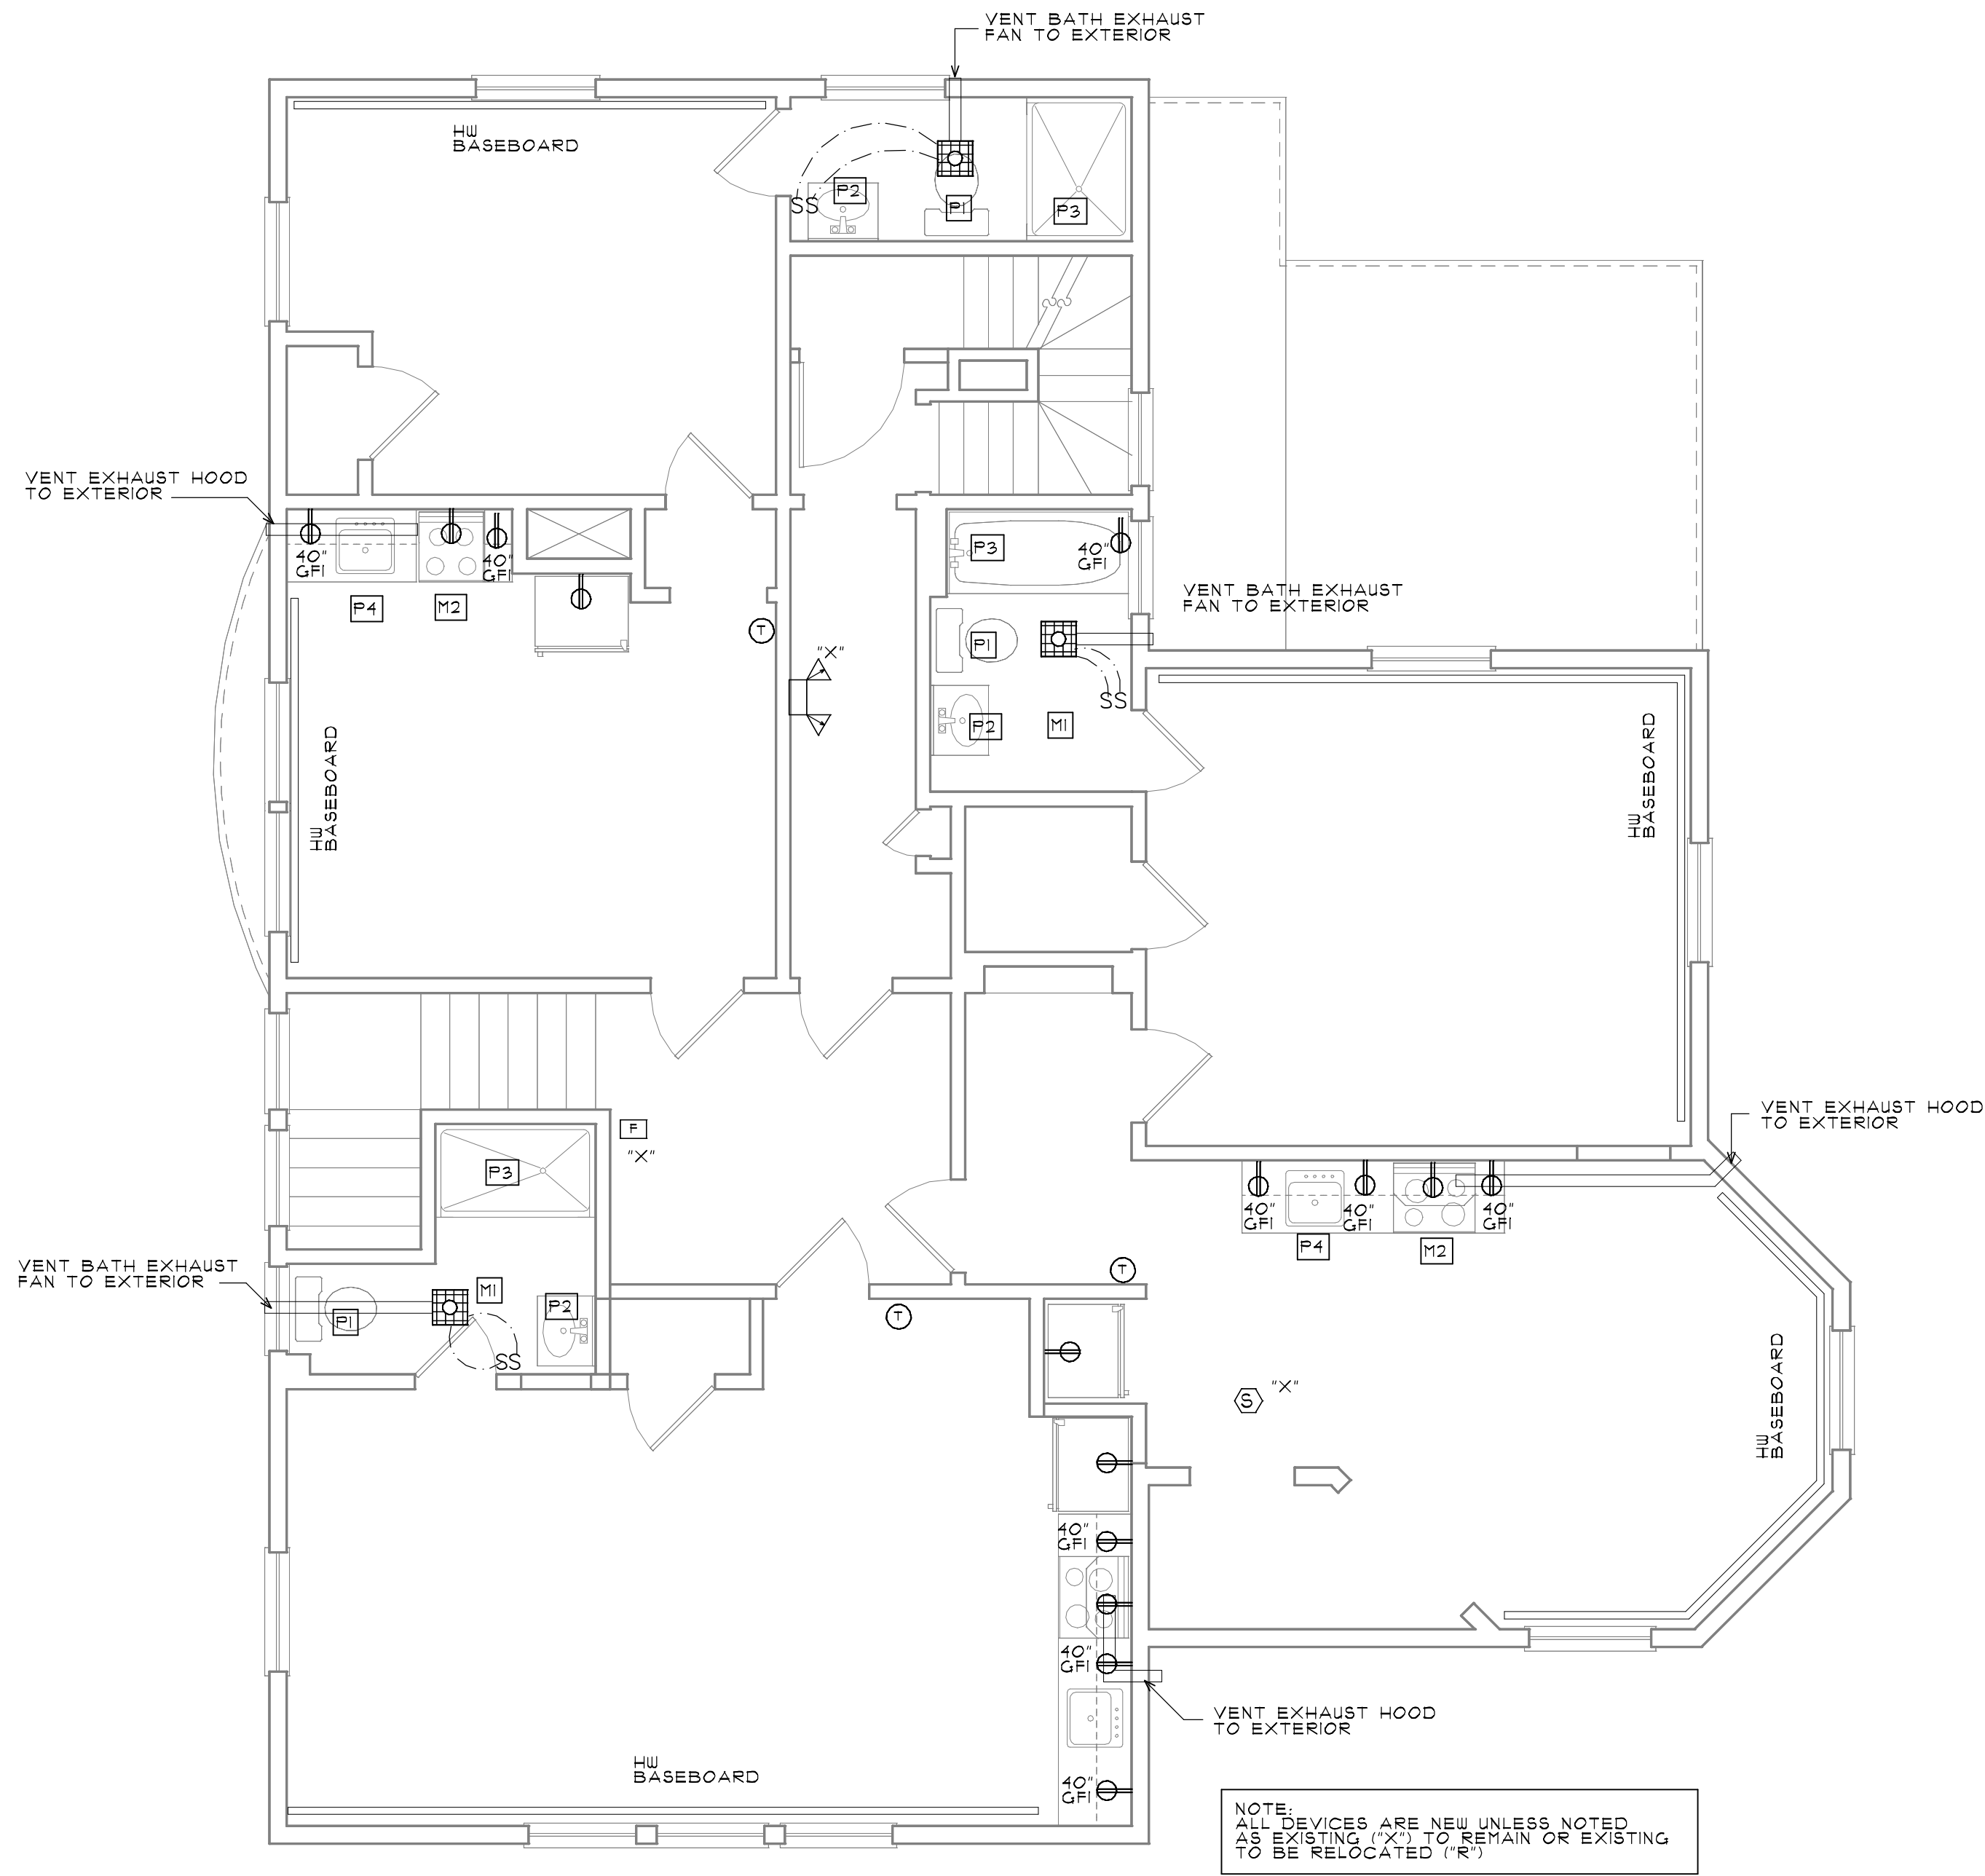 VENT BATH EXHAUST
FAN TO EXTERIOR
HW
BASEBOARD
P2
SS
P1
P3
VENT EXHAUST HOOD
TO EXTERIOR
40"
GFI
40"
GFI
P4
M2
T
"X"
P3
40"
GFI
VENT BATH EXHAUST
FAN TO EXTERIOR
P1
SS
P2
M1
HW
BASEBOARD
HW
BASEBOARD
VENT EXHAUST HOOD
TO EXTERIOR
F
"X"
P3
40"
GFI
40"
GFI
40"
GFI
P4
M2
VENT BATH EXHAUST
FAN TO EXTERIOR
M1
P2
P1
SS
T
T
S
"X"
HW
BASEBOARD
40"
GFI
40"
GFI
VENT EXHAUST HOOD
TO EXTERIOR
HW
BASEBOARD
40"
GFI
NOTE:
ALL DEVICES ARE NEW UNLESS NOTED
AS EXISTING ("X") TO REMAIN OR EXISTING
TO BE RELOCATED ("R")